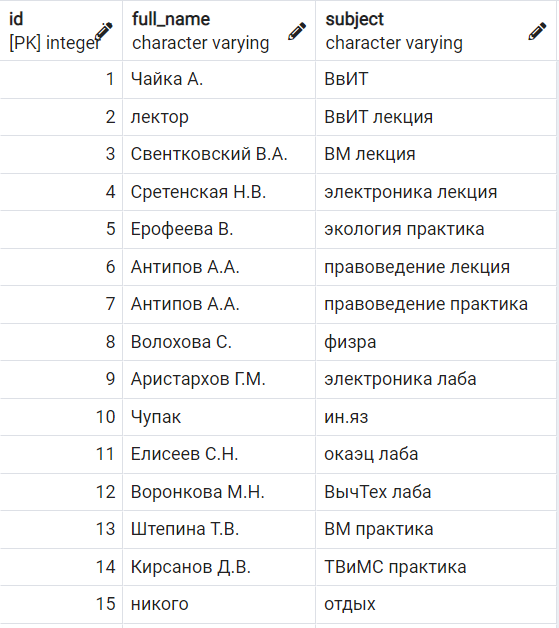 id full_name subject
[PK] integer character varying character varying
1 Чайка А. ВвИТ
2 лектор ВвИТ лекция
3 Свентковский В.А. ВМ лекция
4 Сретенская Н.В. электроника лекция
5 Ерофеева В. экология практика
6 Антипов А.А. правоведение лекция
7 Антипов А.А. правоведение практика
8 Волохова С. физра
9 Аристархов Г.М. электроника лаба
10 Чупак ин.яз
11 Елисеев С.Н. окаэц лаба
12 Воронкова М.Н. ВычТех лаба
13 Штепина Т.В. ВМ практика
14 Кирсанов Д.В. ТВиМС практика
15 никого отдых